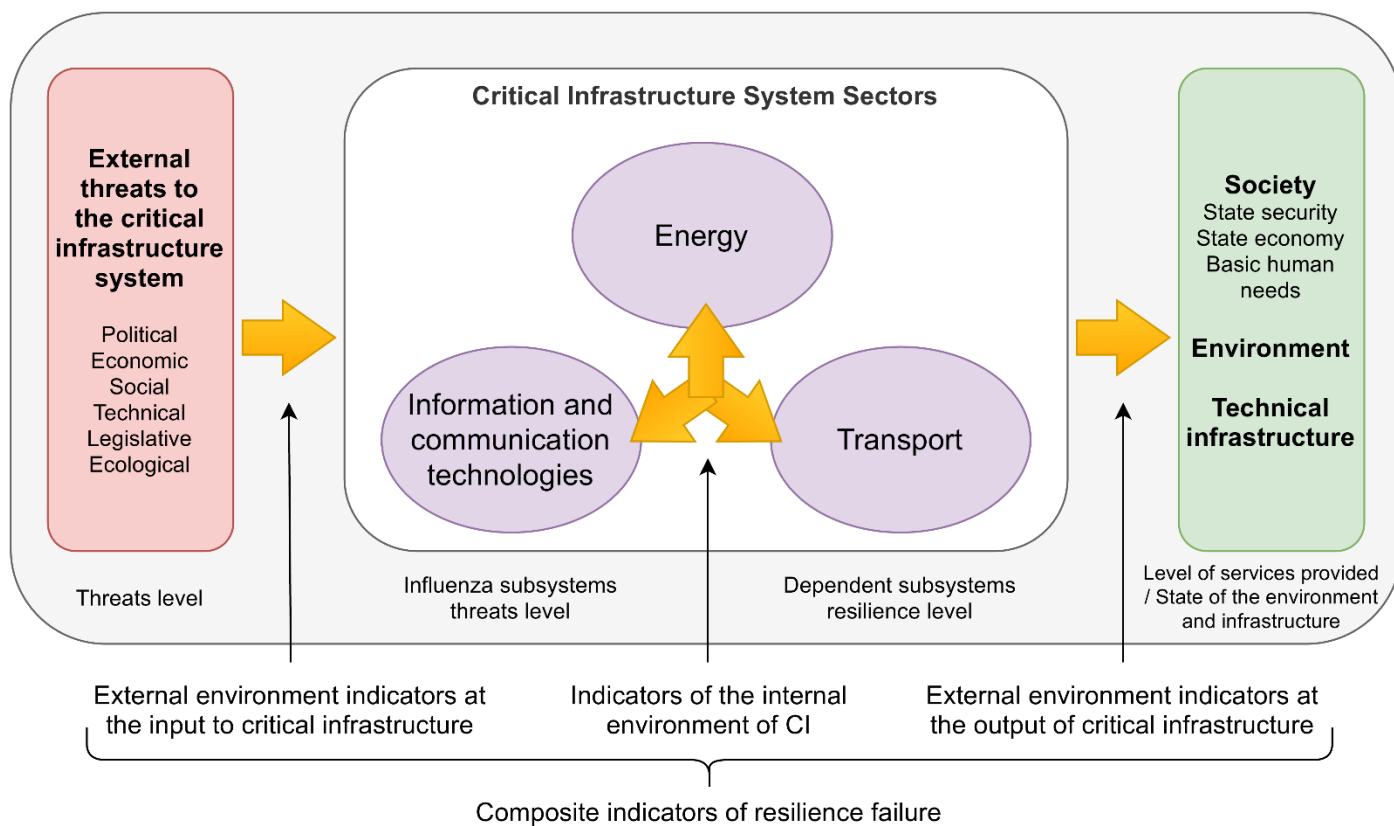 Critical Infrastructure System Sectors
External
threats to
the critical
infrastructure
system
Political
Economic
Social
Technical
Legislative
Ecological
Energy
Information and
communication
technologies
Transport
Society
State security
State economy
Basic human
needs
Environment
Technical
infrastructure
Threats level
Influenza subsystems
threats level
Dependent subsystems
resilience level
Level of services provided
/ State of the environment
and infrastructure
External environment indicators at
the input to critical infrastructure
Indicators of the internal
environment of CI
External environment indicators at
the output of critical infrastructure
Composite indicators of resilience failure